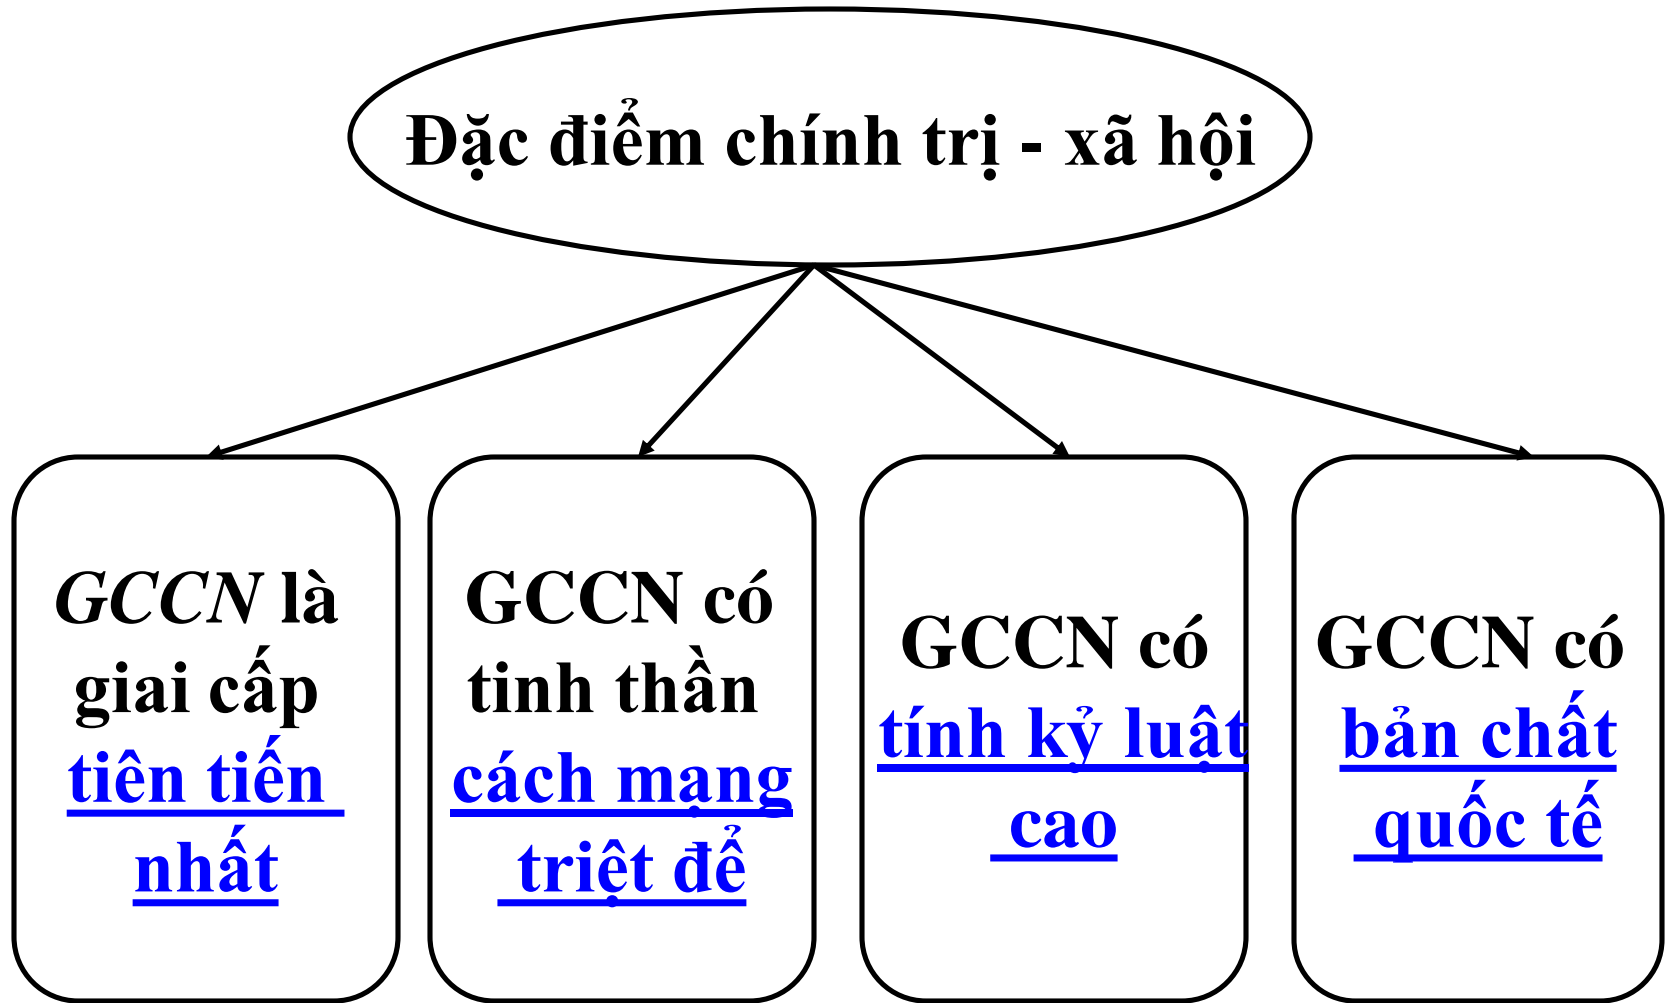 Đặc điểm chính trị - xã hội
GCCN là
giai cấp
tiên tiến
nhất
GCCN có
tinh thần
cách mạng
triệt để
GCCN có
tính kỷ luật
cao
GCCN có
bản chất
quốc tế